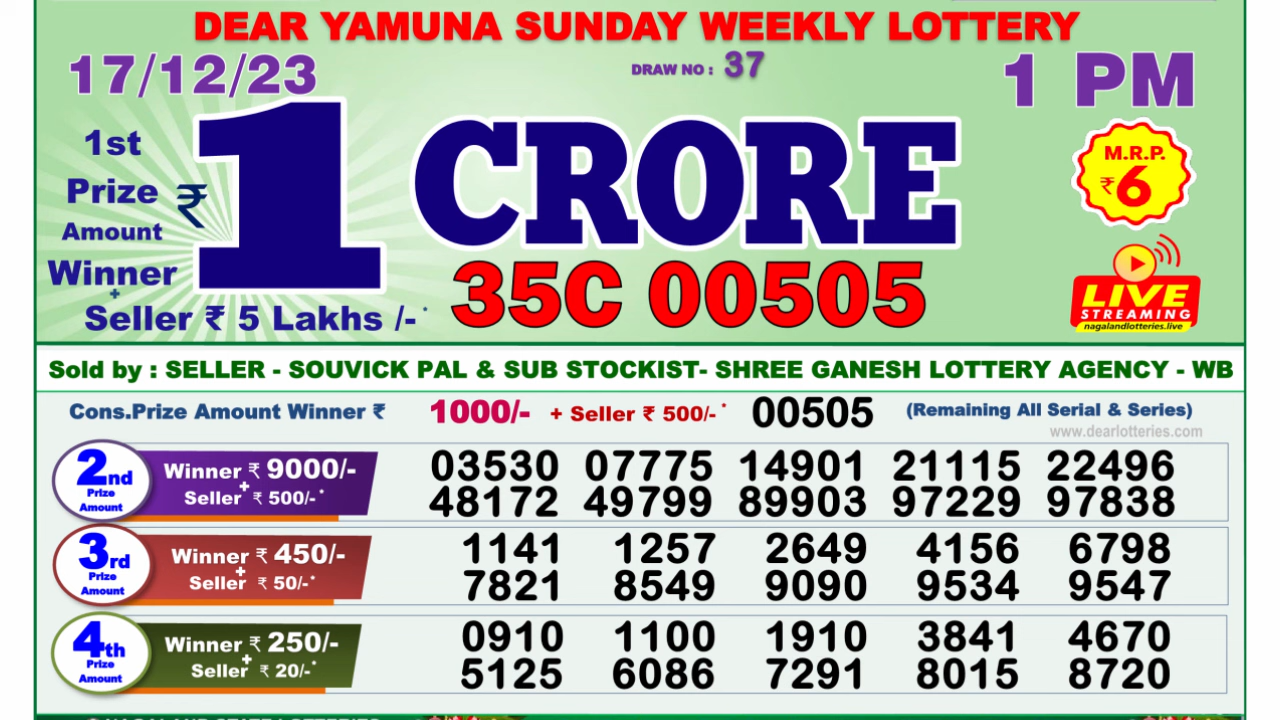 DEAR YAMUNA SUNDAY WEEKLY LOTTERY
17/12/23 DRAW NO : 37 1 PM
1st
Prize
Amount
Winner
+
Seller ₹ 5 Lakhs /-*
₹ 1 CRORE
35C 00505
M.R.P.
₹6
LIVE
STREAMING
nagalandlotteries.live
Sold by : SELLER - SOUVICK PAL & SUB STOCKIST- SHREE GANESH LOTTERY AGENCY - WB
Cons.Prize Amount Winner ₹ 1000/- + Seller ₹ 500/-* 00505 (Remaining All Serial & Series)
www.dearlotteries.com
2nd
Prize
Amount
Winner ₹ 9000/-
+
Seller ₹ 500/-*
03530 07775 14901 21115 22496
48172 49799 89903 97229 97838
3rd
Prize
Amount
Winner ₹ 450/-
+
Seller ₹ 50/-*
1141 1257 2649 4156 6798
7821 8549 9090 9534 9547
4th
Prize
Amount
Winner ₹ 250/-
+
Seller ₹ 20/-*
0910 1100 1910 3841 4670
5125 6086 7291 8015 8720